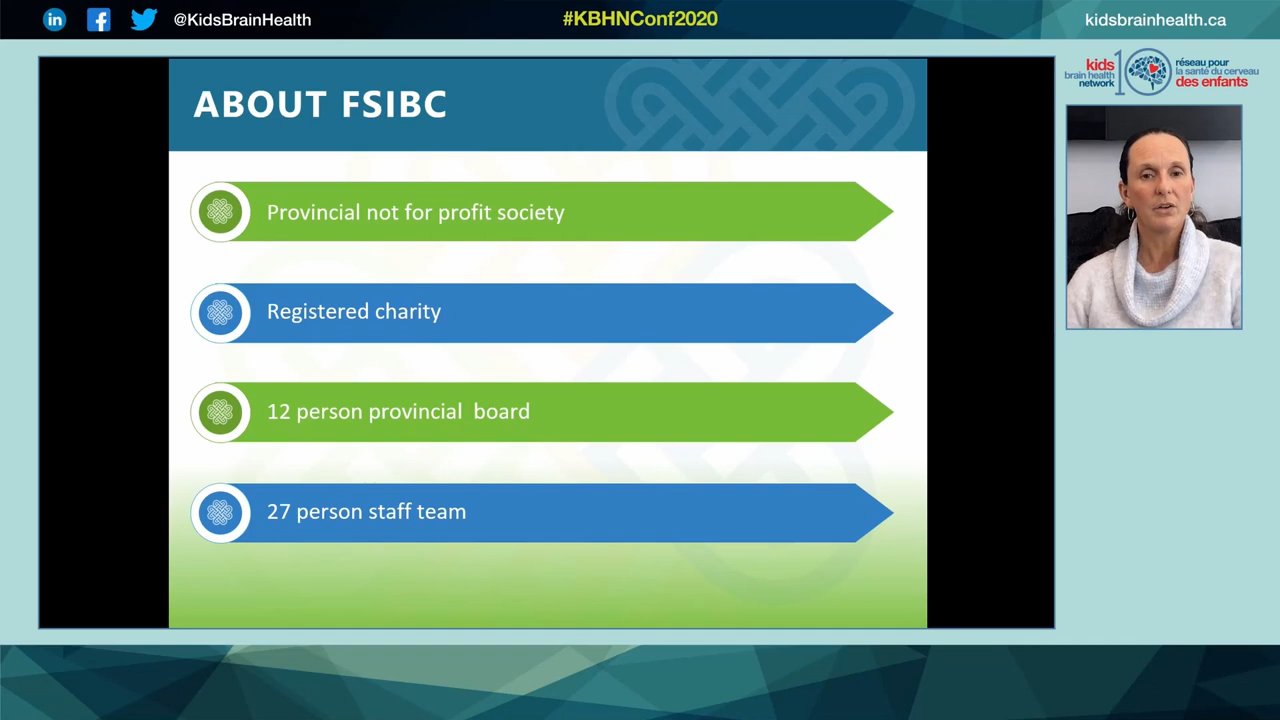 @KidsBrainHealth
#KBHNConf2020
kidsbrainhealth.ca
kids
brain health
network
10
réseau pour
la santé du cerveau
des enfants
ABOUT FSIBC
Provincial not for profit society
Registered charity
12 person provincial board
27 person staff team